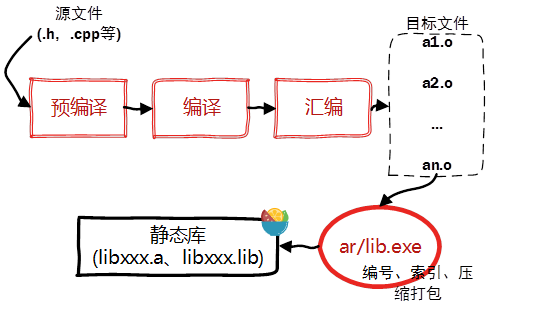 源文件
(.h，.cpp等)
目标文件
a1.o
a2.o
...
an.o
预编译
编译
汇编
静态库
(libxxx.a、libxxx.lib)
ar/lib.exe
编号、索引、压
缩打包